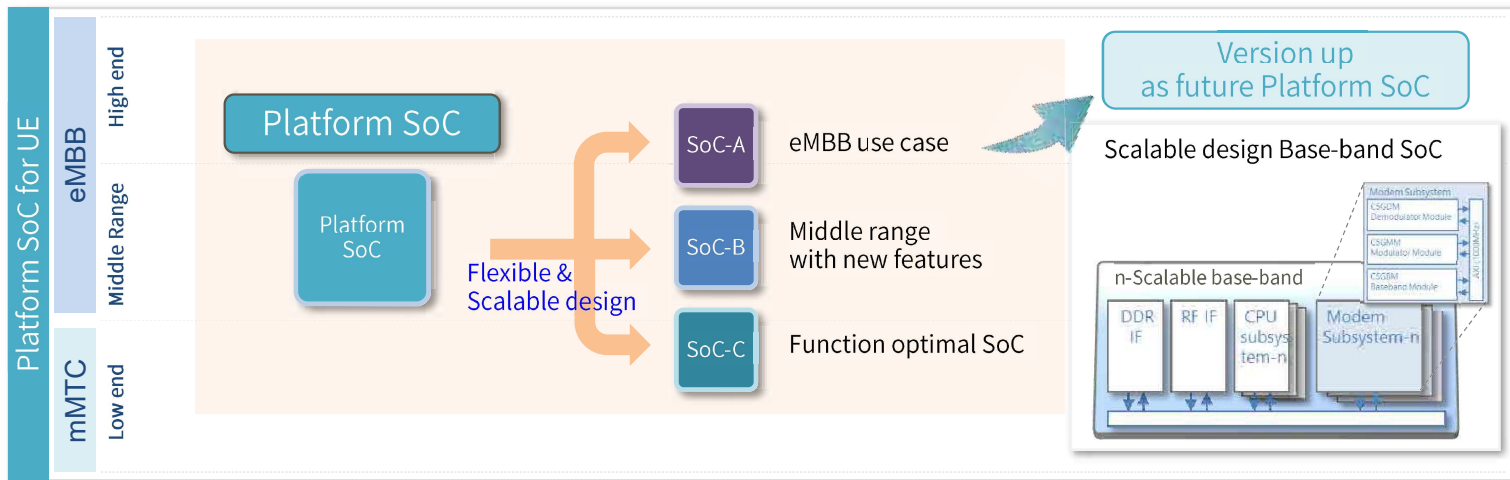 Platform SoC for UE
eMBB
mMTC
High end
Middle Range
Low end
Platform SoC
Platform
SoC
Flexible &
Scalable design
SoC-A
eMBB use case
SoC-B
Middle range
with new features
SoC-C
Function optimal SoC
Version up
as future Platform SoC
Scalable design Base-band SoC
Modem Subsystem
CSGDM
Demodulator Module
CSGMM
Modulator Module
CSGBM
Baseband Module
n-Scalable base-band
DDR
IF
RF IF
CPU
subsys
tem-n
Modem
Subsystem-n